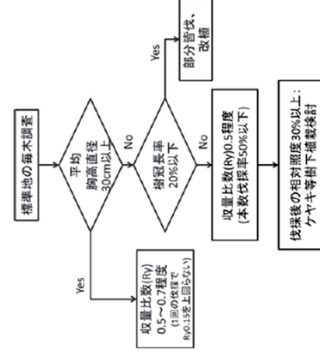 標準地の毎木調査
平均
胸高直径
30cm以上
Yes
No
収量比数(Ry)
0.5～0.7程度
(1回の伐採で
Ry0.15を上回らない)
樹冠長率
20%以下
Yes
部分皆伐、
改植
No
収量比数(Ry)0.5程度
(本数伐採率50%以下)
伐採後の相対照度30%以上:
ケヤキ等樹下植栽検討